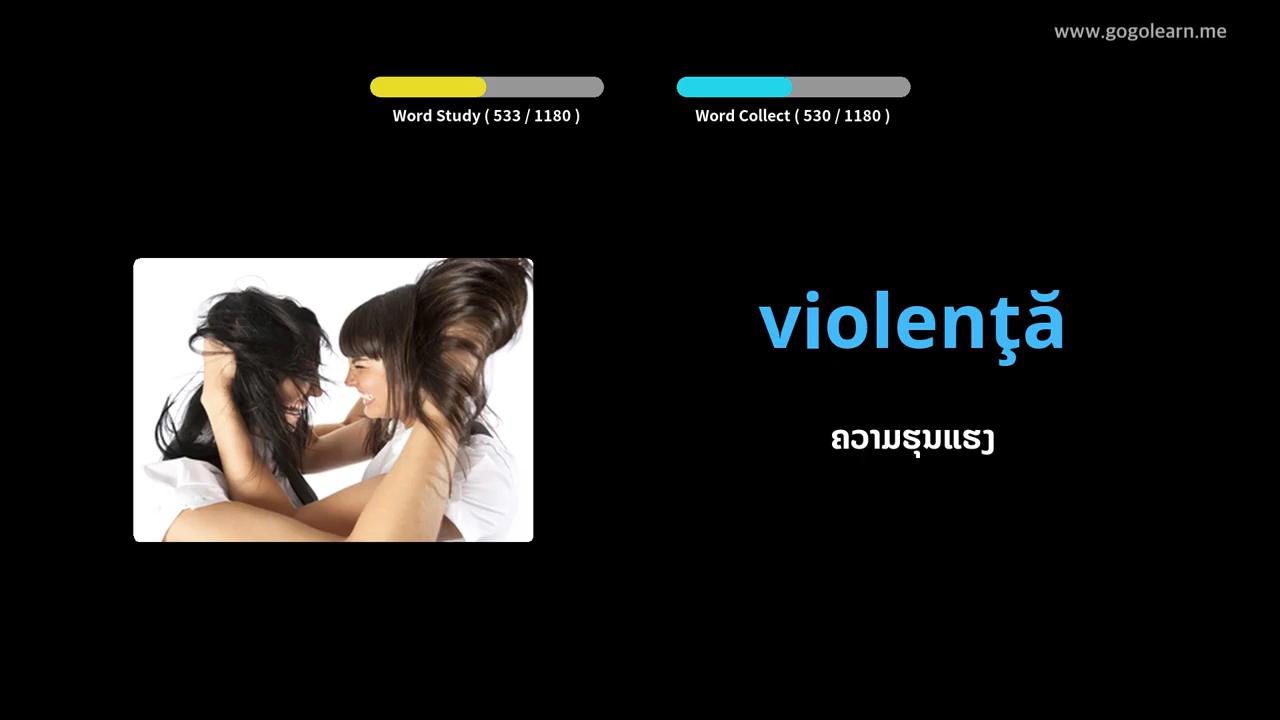 www.gogolearn.me
Word Study ( 533 / 1180 )
Word Collect ( 530 / 1180 )
violenţă
ຄວາມຮຸນແຮງ